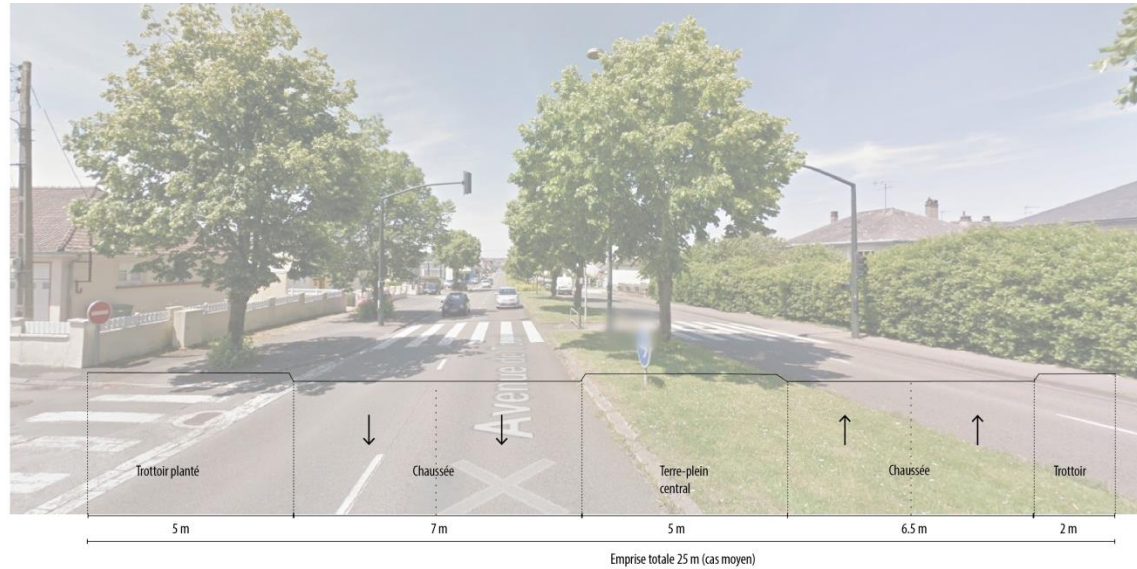 Avenue du
Trottoir planté
Chaussée
Terre-plein
central
Chaussée
Trottoir
5 m
7 m
5 m
6.5 m
2 m
Emprise totale 25 m (cas moyen)